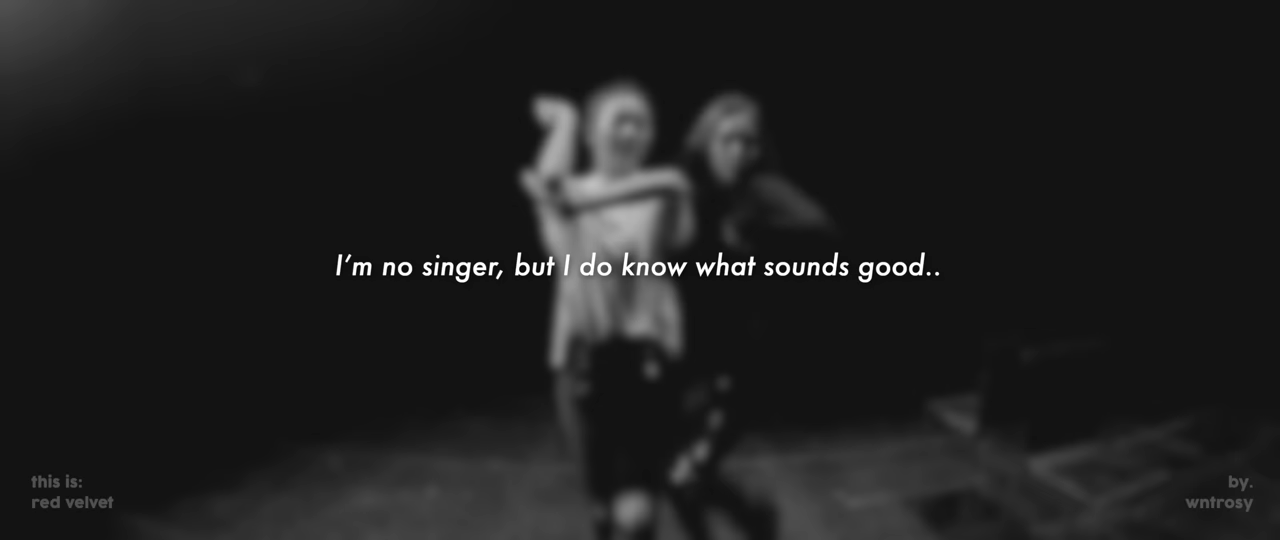 I’m no singer, but I do know what sounds good..
this is:
red velvet
by.
wntrosy